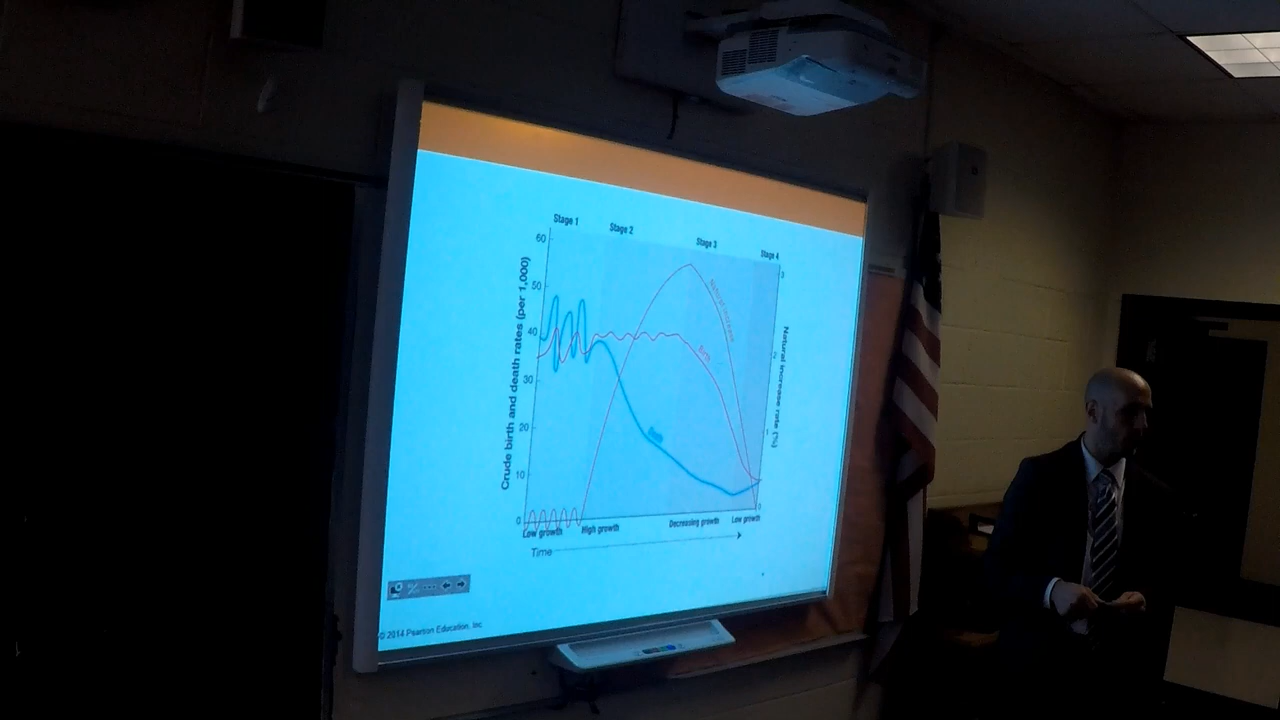 Stage 1
Stage 2
Stage 3
Stage 4
60
50
40
30
20
10
0
3
2
1
0
Crude birth and death rates (per 1,000)
Natural increase rate (%)
Natural increase
Birth
Low growth
High growth
Decreasing growth
Low growth
Time
© 2014 Pearson Education, Inc.